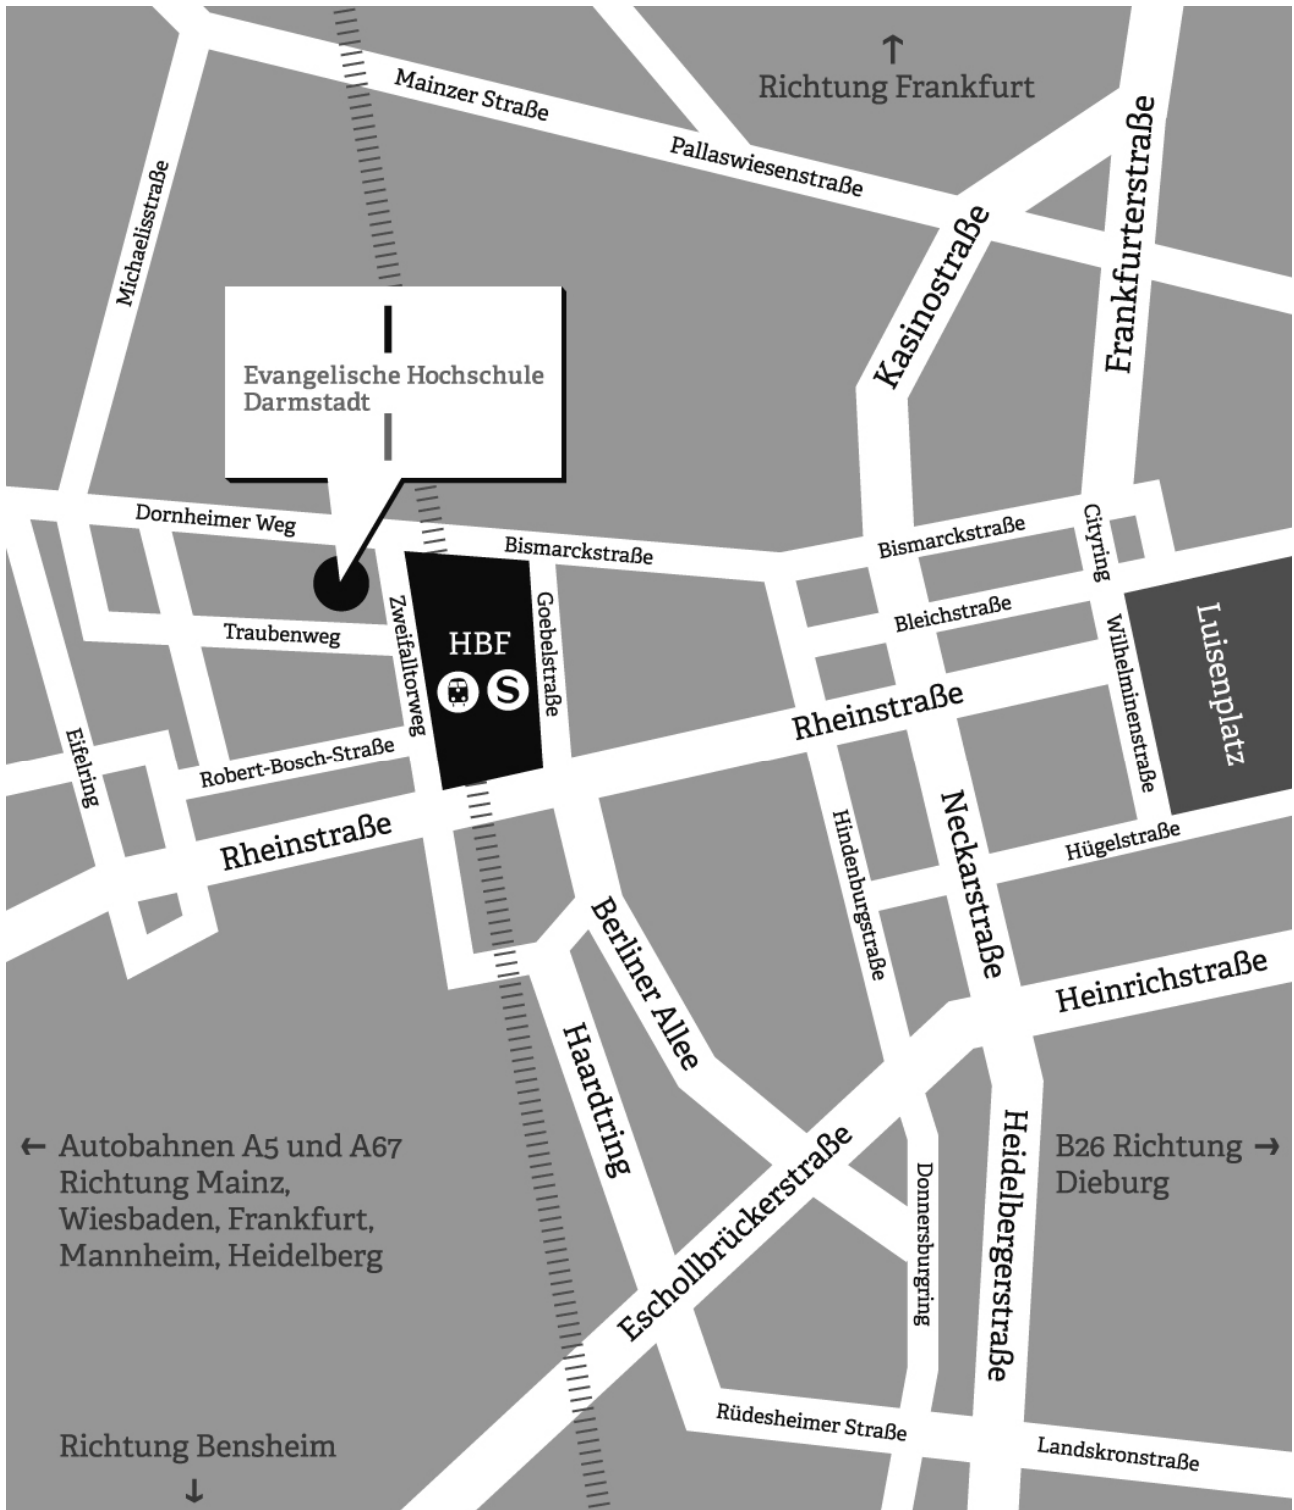 ↑
Richtung Frankfurt
Mainzer Straße
Pallaswiesenstraße
Michaelisstraße
Kasinostraße
Frankfurterstraße
Evangelische Hochschule
Darmstadt
Dornheimer Weg
Bismarckstraße
Bismarckstraße
Cityring
Traubenweg
Zweifalltorweg
HBF
S
Goebelstraße
Bleichstraße
Wilhelminenstraße
Luisenplatz
Rheinstraße
Eifelring
Robert-Bosch-Straße
Rheinstraße
Hindenburgstraße
Neckarstraße
Hügelstraße
Berliner Allee
Heinrichstraße
Haardtring
← Autobahnen A5 und A67
Richtung Mainz,
Wiesbaden, Frankfurt,
Mannheim, Heidelberg
Eschollbrückerstraße
Donnersburgring
Heidelbergerstraße
B26 Richtung →
Dieburg
Rüdesheimer Straße
Landskronstraße
Richtung Bensheim
↓